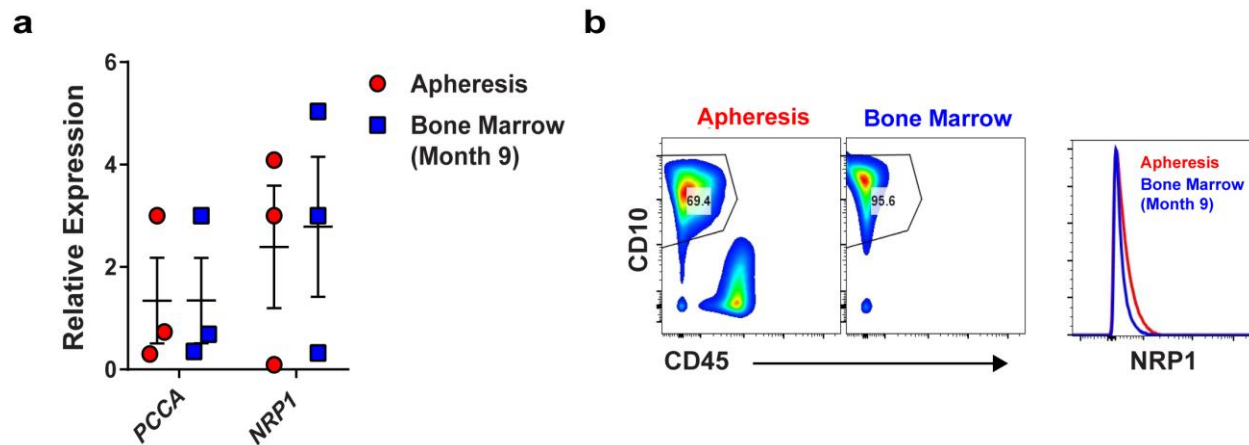 a
Relative Expression
6
4
2
0
PCCA
NRP1
Apheresis
Bone Marrow
(Month 9)
b
Apheresis
Bone Marrow
CD10
69.4
95.6
CD45
Apheresis
Bone Marrow
(Month 9)
NRP1